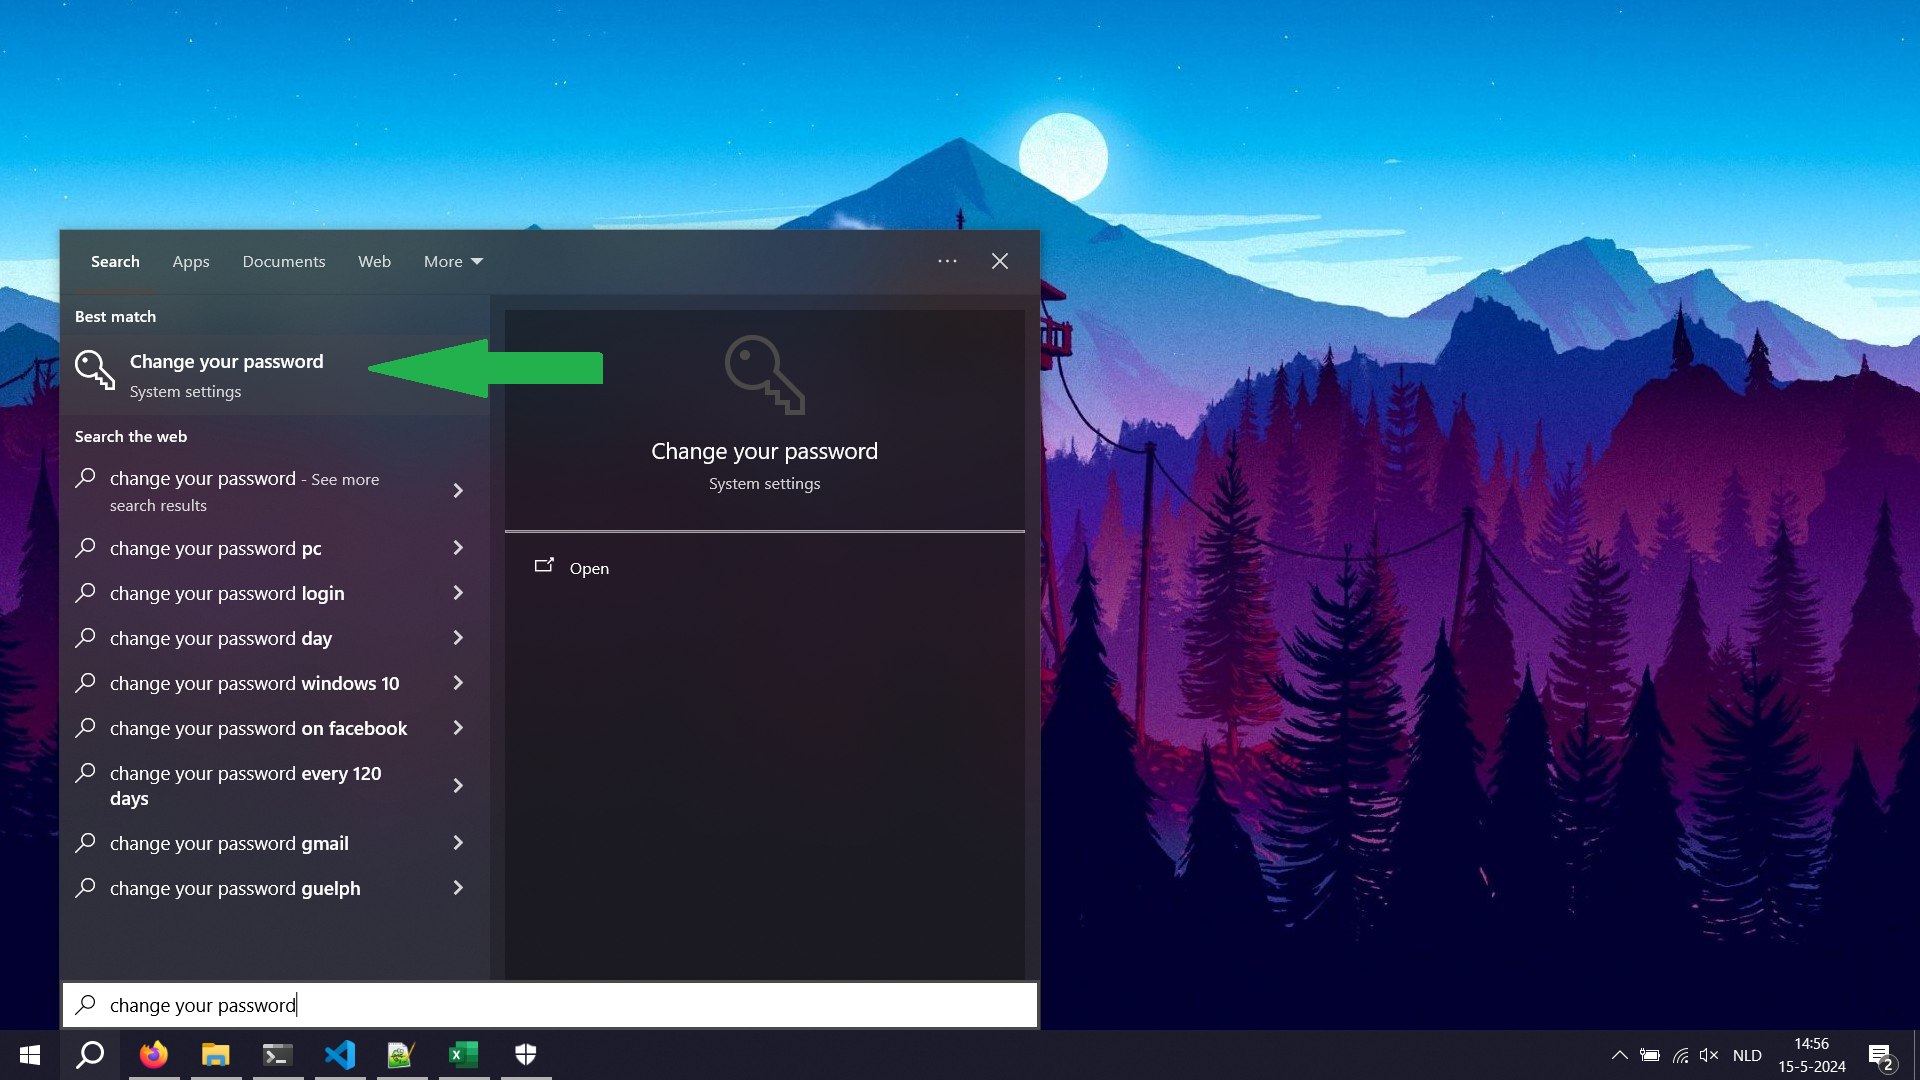 Search
Apps
Documents
Web
More
Best match
Change your password
System settings
Search the web
change your password - See more
search results
change your password pc
change your password login
change your password day
change your password windows 10
change your password on facebook
change your password every 120
days
change your password gmail
change your password guelph
Change your password
System settings
Open
change your password
NLD
14:56
15-5-2024
2